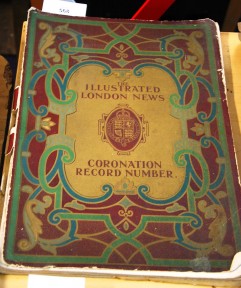 THE
ILLUSTRATED
LONDON NEWS
CORONATION
RECORD NUMBER.